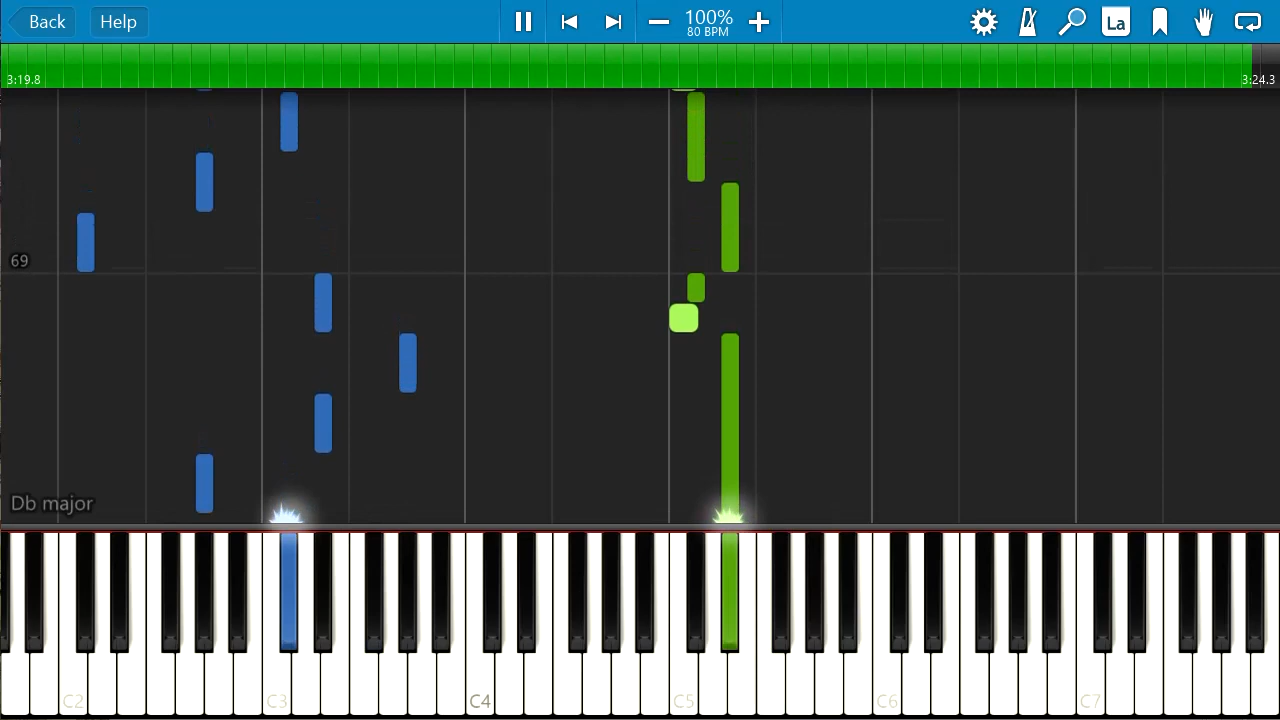 Back
Help
100%
80 BPM
La
3:19.8
3:24.3
69
Db major
C2
C3
C4
C5
C6
C7